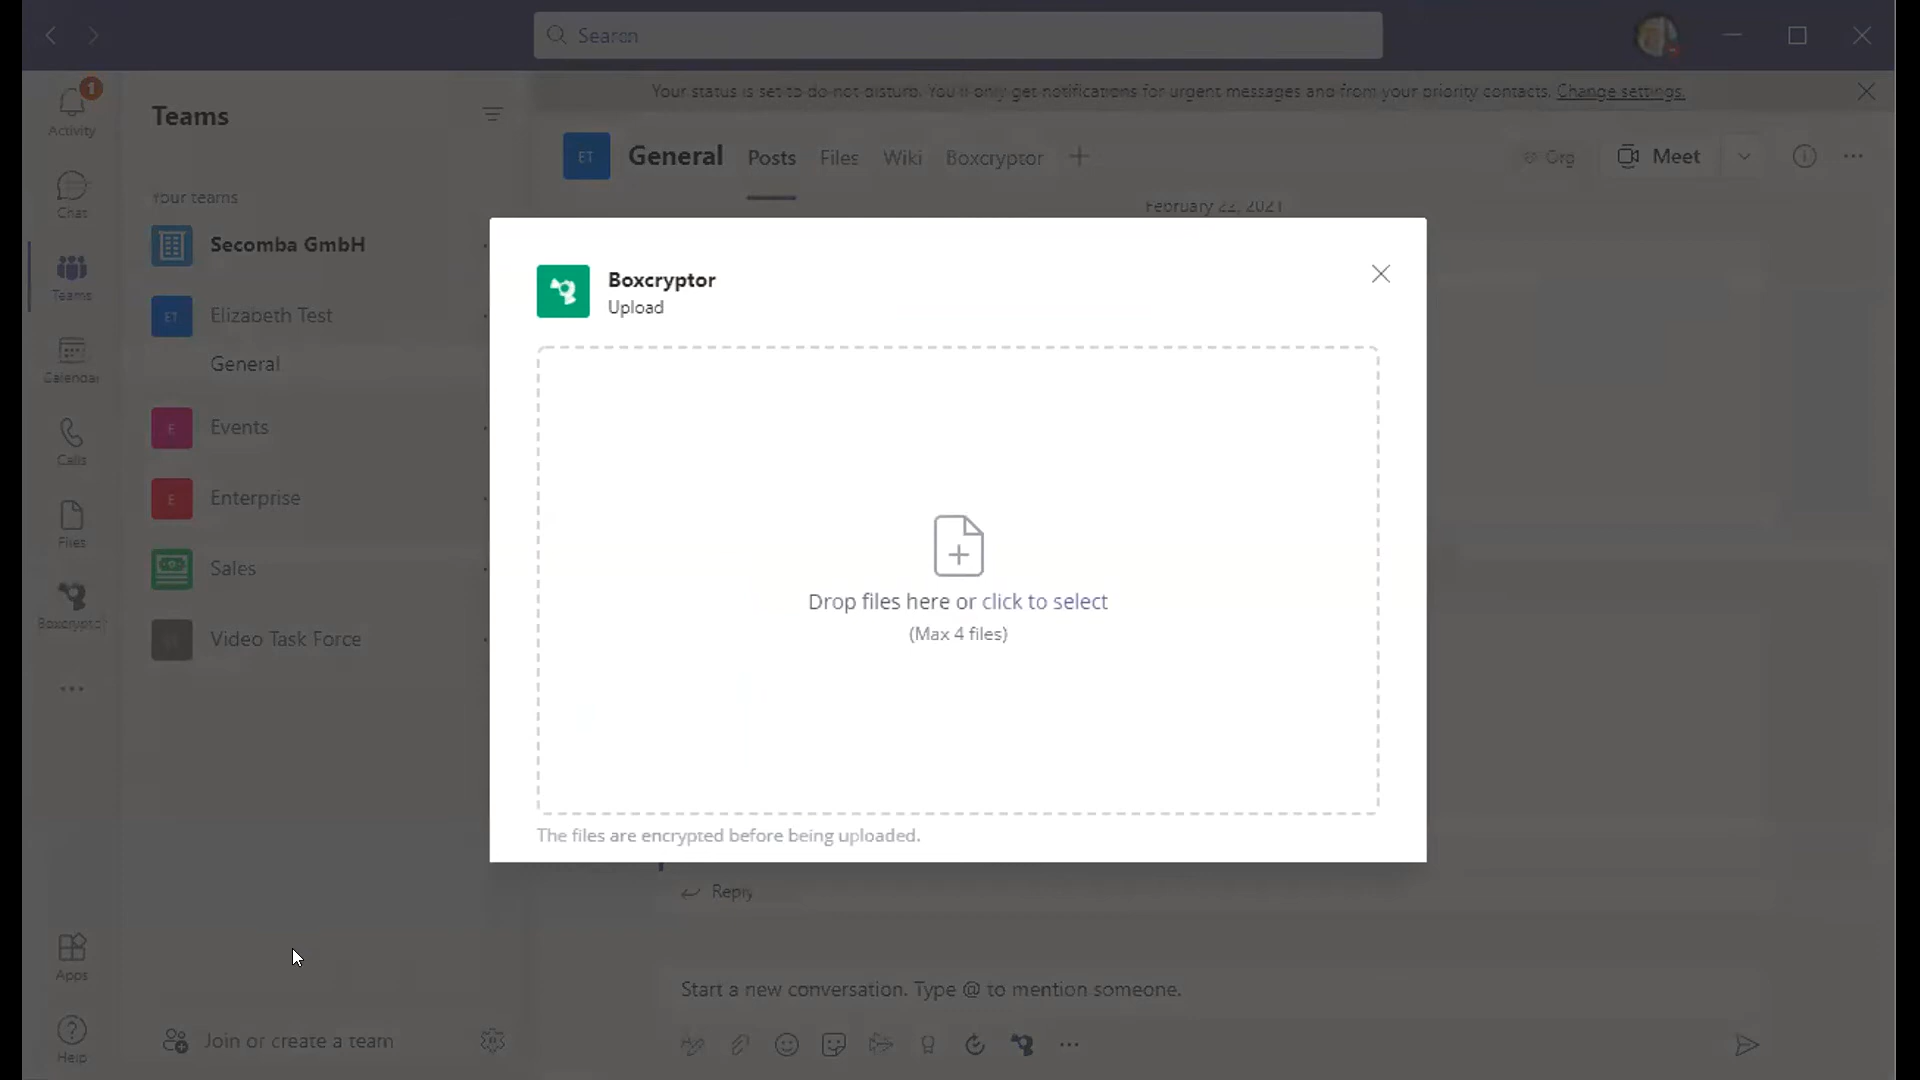 Search
Your status is set to do not disturb. You'll only get notifications for urgent messages and from your priority contacts. Change settings.
1
Activity
Chat
Teams
Calendar
Calls
Files
Boxcryptor
Apps
Help
Teams
Your teams
Secomba GmbH
ET Elizabeth Test
General
E Events
E Enterprise
Sales
Video Task Force
Join or create a team
ET General Posts Files Wiki Boxcryptor
Org Meet
February 22, 2021
Boxcryptor
Upload
Drop files here or click to select
(Max 4 files)
The files are encrypted before being uploaded.
Reply
Start a new conversation. Type @ to mention someone.